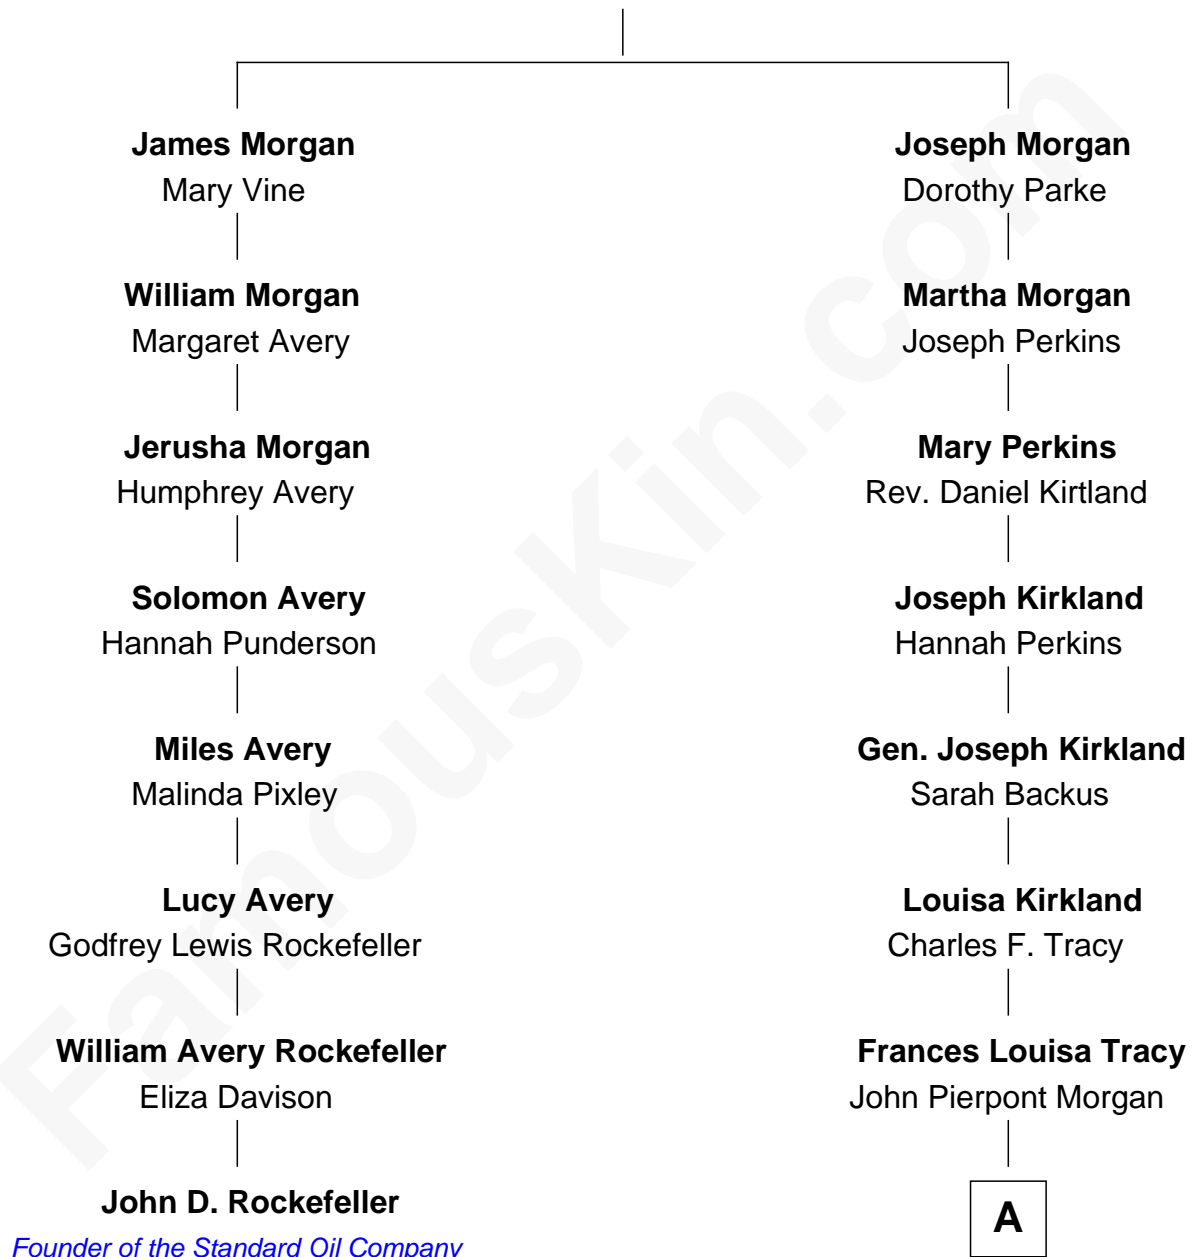 James Morgan
Mary Vine
William Morgan
Margaret Avery
Jerusha Morgan
Humphrey Avery
Solomon Avery
Hannah Punderson
Miles Avery
Malinda Pixley
Lucy Avery
Godfrey Lewis Rockefeller
William Avery Rockefeller
Eliza Davison
John D. Rockefeller
Founder of the Standard Oil Company
Joseph Morgan
Dorothy Parke
Martha Morgan
Joseph Perkins
Mary Perkins
Rev. Daniel Kirtland
Joseph Kirkland
Hannah Perkins
Gen. Joseph Kirkland
Sarah Backus
Louisa Kirkland
Charles F. Tracy
Frances Louisa Tracy
John Pierpont Morgan
A
FamousKin.com